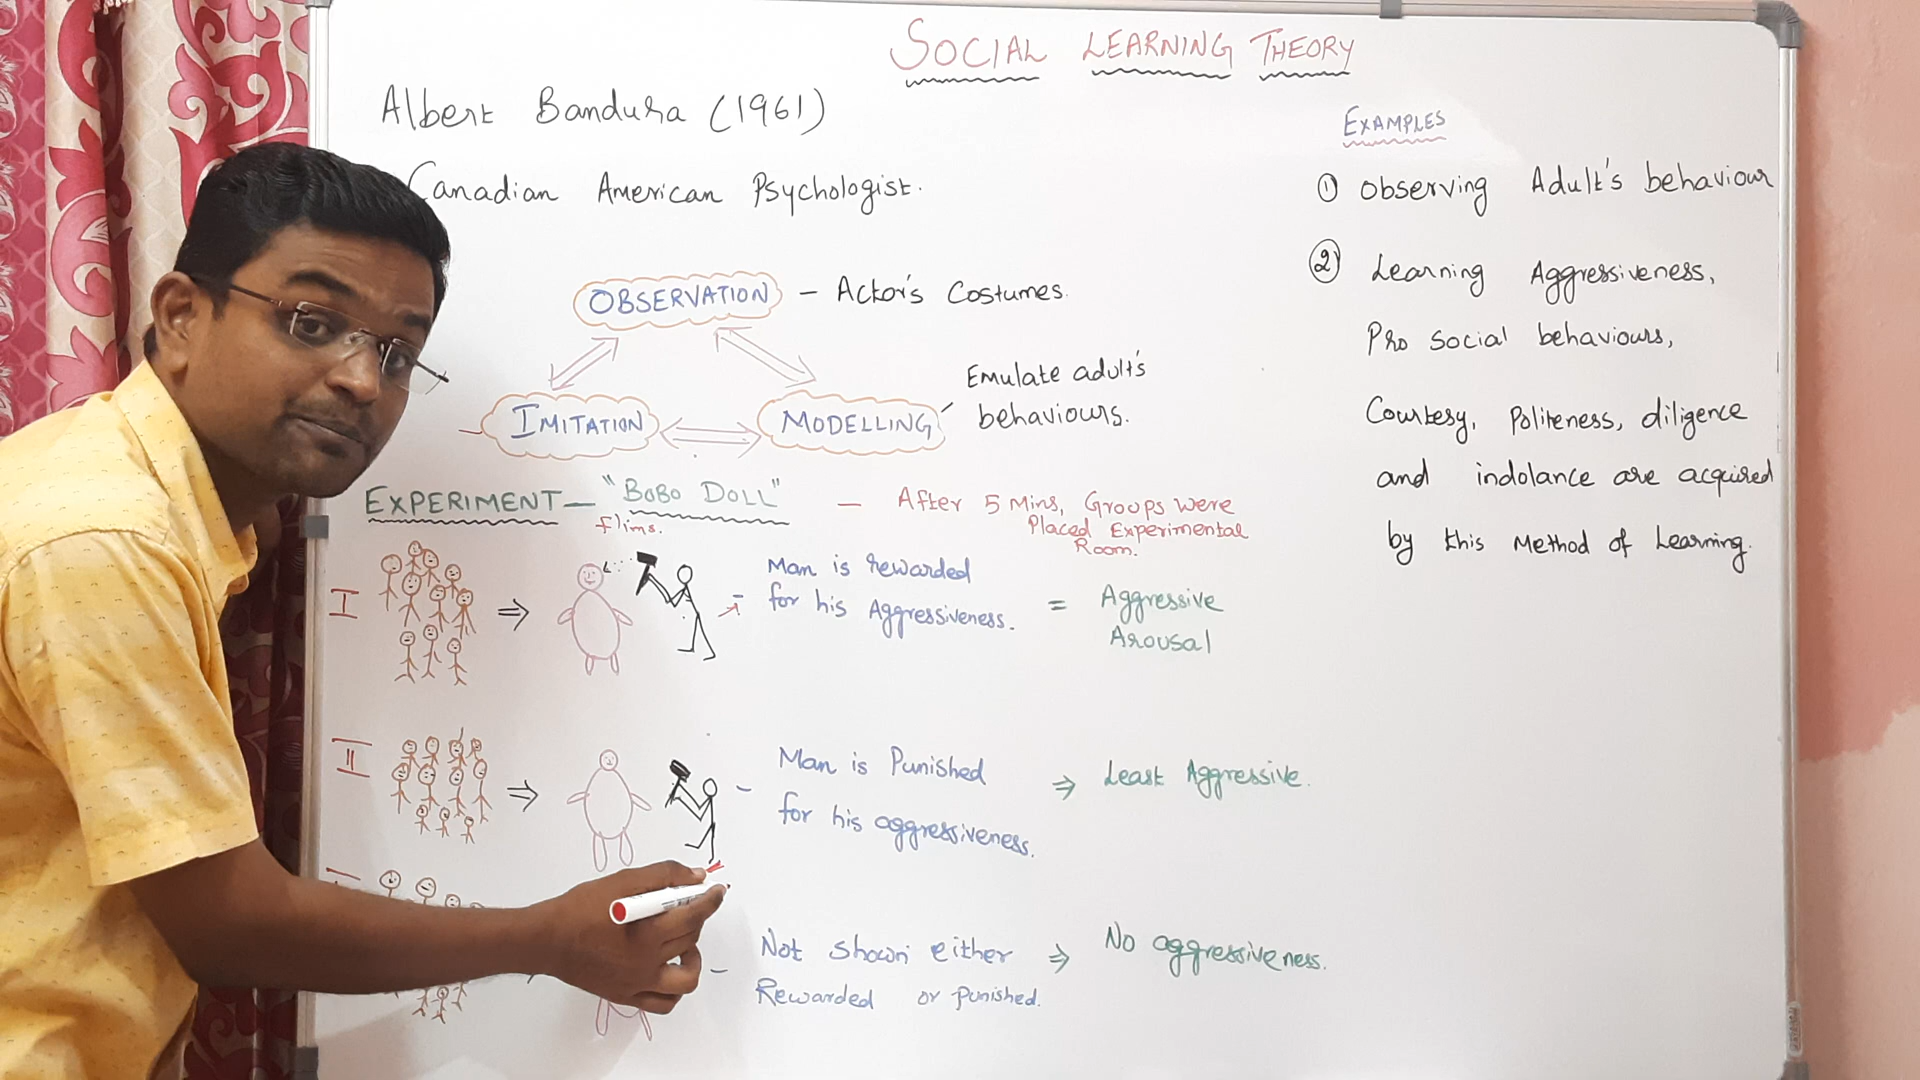 SOCIAL LEARNING THEORY
Albert Bandura (1961)
Canadian American Psychologist.
OBSERVATION - Actor's Costumes.
IMITATION
MODELLING
Emulate adult's
behaviours.
EXPERIMENT - "BOBO DOLL" - After 5 Mins, Groups were
Placed Experimental
Room.
flims.
I
Man is rewarded
for his Aggressiveness.
= Aggressive
Arousal
II
Man is Punished
for his aggressiveness.
⇒ Least Aggressive.
Not shown either
Rewarded or punished.
⇒ No aggressiveness.
EXAMPLES
① Observing Adult's behaviour
② Learning Aggressiveness,
Pro social behaviours,
Courtesy, Politeness, diligence
and indolance are acquired
by this Method of Learning.